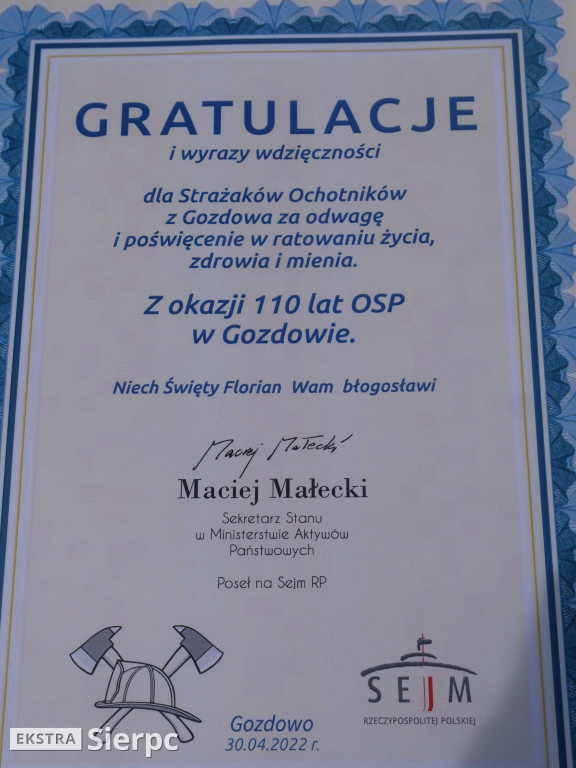 GRATULACJE
i wyrazy wdzięczności
dla Strażaków Ochotników
z Gozdowa za odwagę
i poświęcenie w ratowaniu życia,
zdrowia i mienia.
Z okazji 110 lat OSP
w Gozdowie.
Niech Święty Florian Wam błogosławi
Maciej Małecki
Maciej Małecki
Sekretarz Stanu
w Ministerstwie Aktywów
Państwowych
Poseł na Sejm RP
SEJM
RZECZYPOSPOLITEJ POLSKIEJ
Gozdowo
30.04.2022 r.
EKSTRA Sierpc